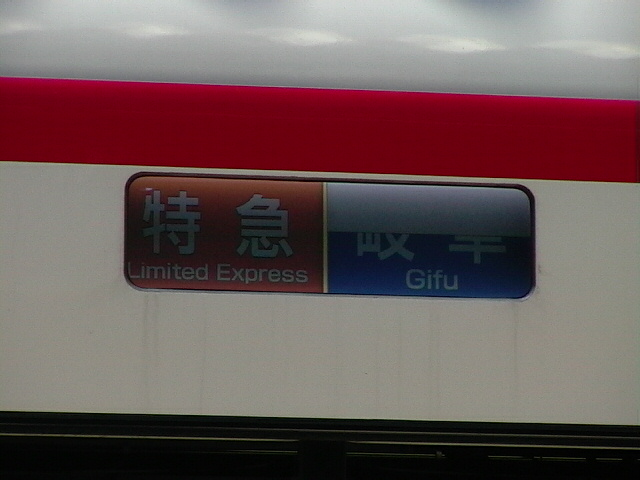 特急 岐阜
Limited Express Gifu